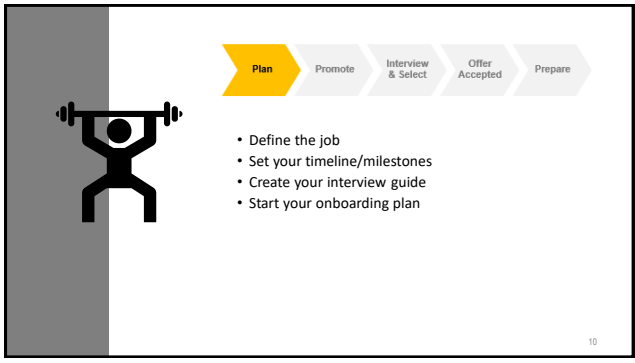 Plan
Promote
Interview
& Select
Offer
Accepted
Prepare
• Define the job
• Set your timeline/milestones
• Create your interview guide
• Start your onboarding plan
10